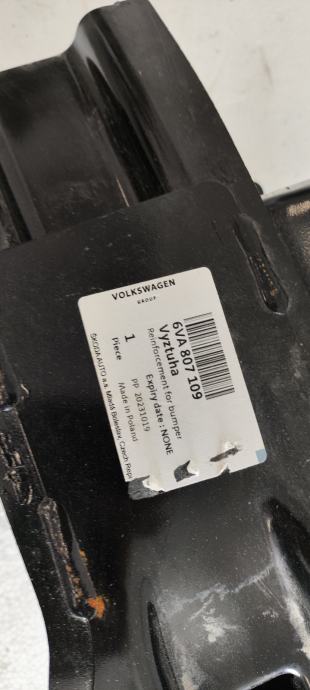 VOLKSWAGEN
GROUP
6VA 807 109
Vyztuha
Reinforcement for bumper
Expiry date : NONE
1
Piece
PP 20231019
Made in Poland
ŠKODA AUTO a.s. Mladá Boleslav, Czech Rep